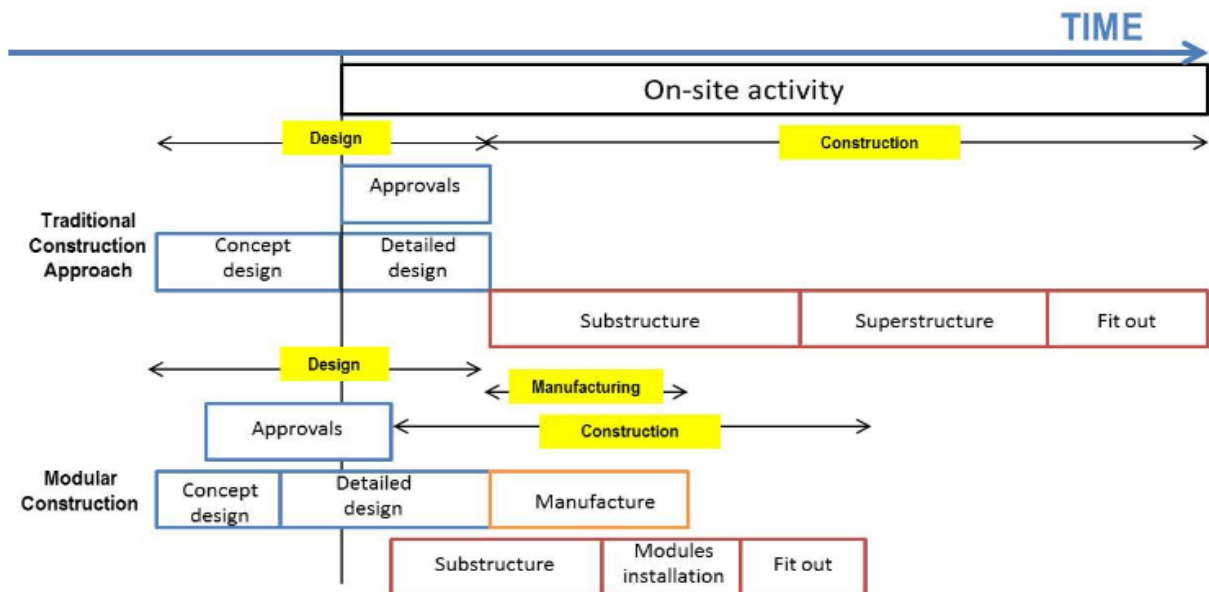 TIME
On-site activity
Design
Construction
Approvals
Traditional
Construction
Approach
Concept
design
Detailed
design
Substructure
Superstructure
Fit out
Design
Manufacturing
Approvals
Construction
Modular
Construction
Concept
design
Detailed
design
Manufacture
Substructure
Modules
installation
Fit out